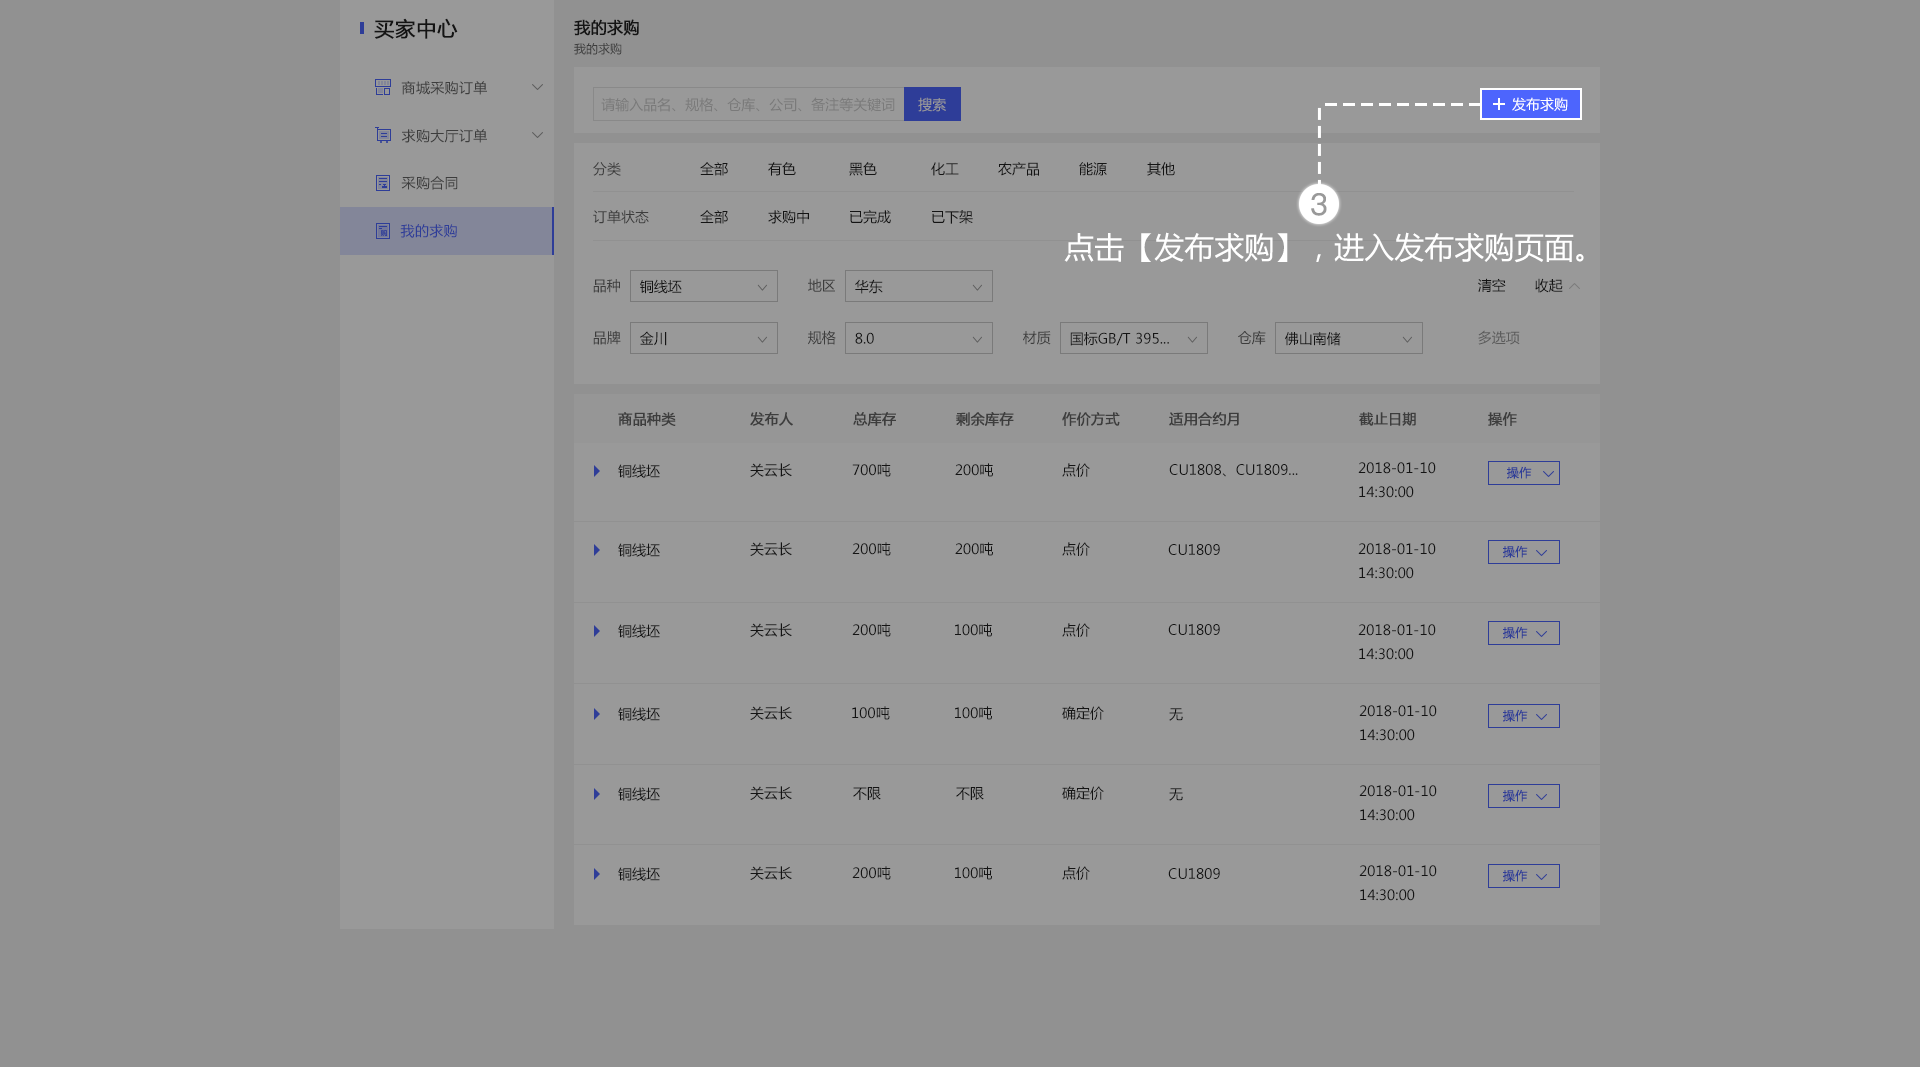 买家中心
商城采购订单
求购大厅订单
采购合同
我的求购
我的求购
我的求购
请输入品名、规格、仓库、公司、备注等关键词 搜索
+ 发布求购
分类 全部 有色 黑色 化工 农产品 能源 其他
订单状态 全部 求购中 已完成 已下架
3
点击【发布求购】，进入发布求购页面。
品种 铜线坯 地区 华东 清空 收起
品牌 金川 规格 8.0 材质 国标GB/T 395... 仓库 佛山南储 多选项
商品种类 发布人 总库存 剩余库存 作价方式 适用合约月 截止日期 操作
铜线坯 关云长 700吨 200吨 点价 CU1808、CU1809... 2018-01-10 操作
14:30:00
铜线坯 关云长 200吨 200吨 点价 CU1809 2018-01-10 操作
14:30:00
铜线坯 关云长 200吨 100吨 点价 CU1809 2018-01-10 操作
14:30:00
铜线坯 关云长 100吨 100吨 确定价 无 2018-01-10 操作
14:30:00
铜线坯 关云长 不限 不限 确定价 无 2018-01-10 操作
14:30:00
铜线坯 关云长 200吨 100吨 点价 CU1809 2018-01-10 操作
14:30:00